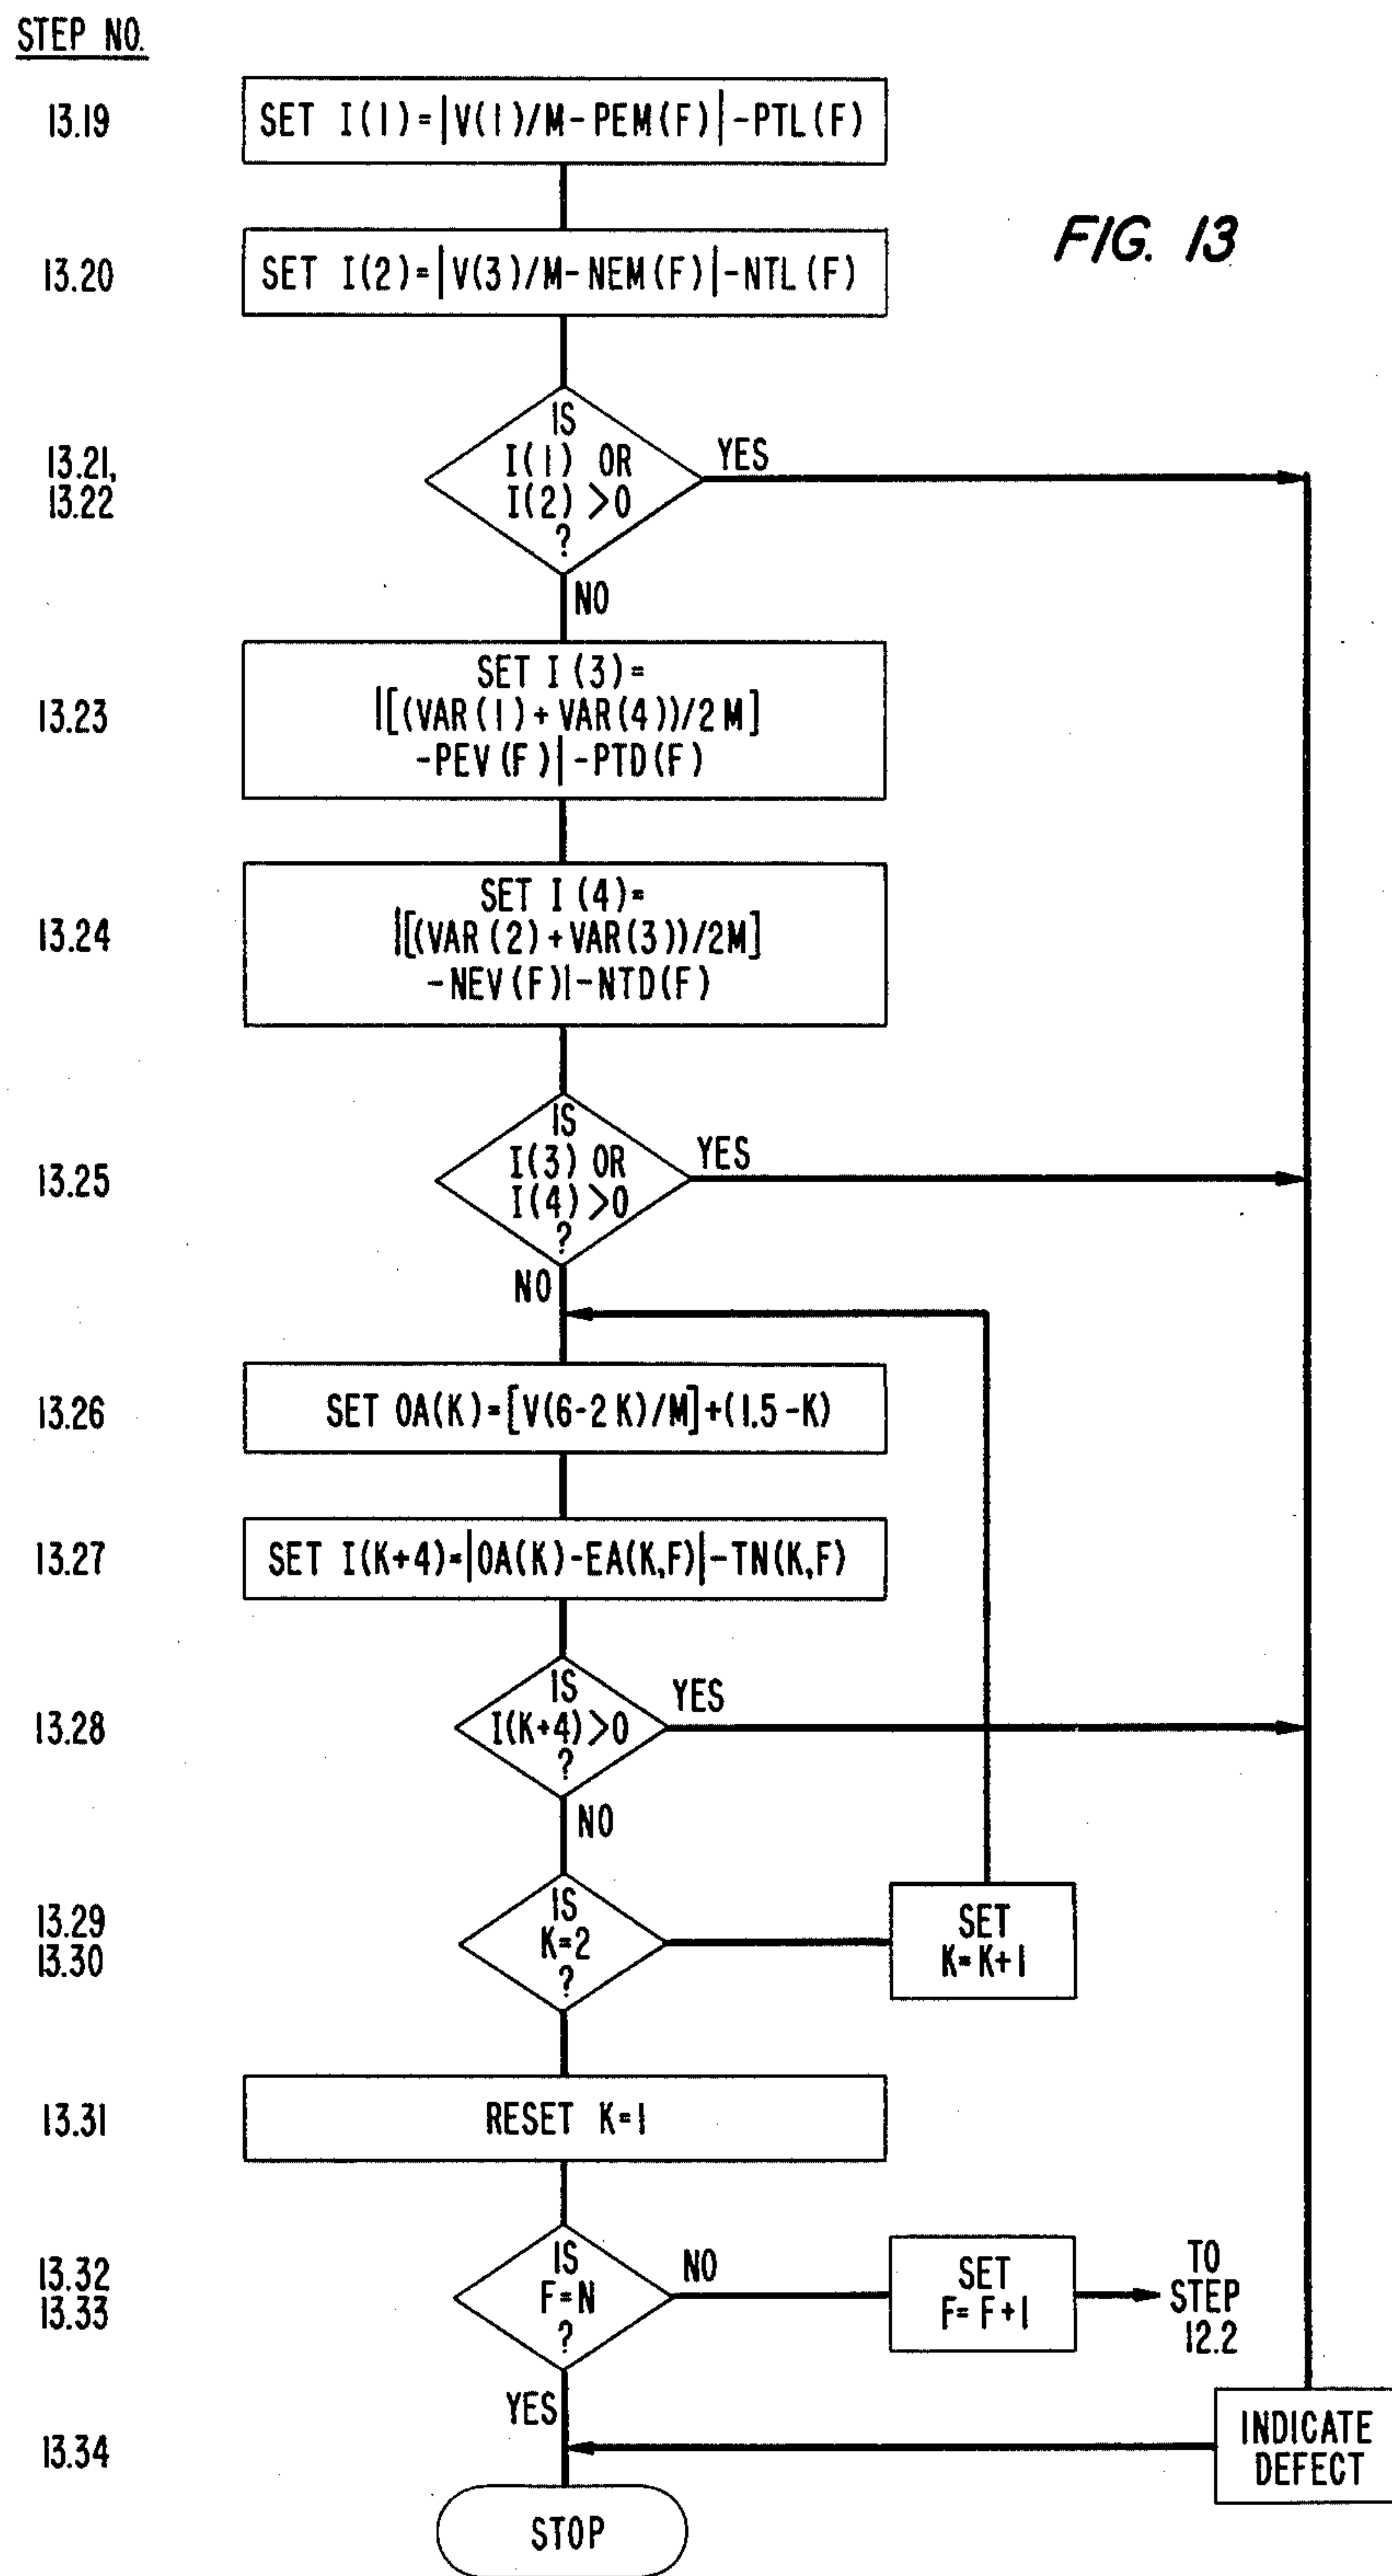 STEP NO.
13.19
SET I(1)=|V(1)/M-PEM(F)|-PTL(F)
FIG. 13
13.20
SET I(2)=|V(3)/M-NEM(F)|-NTL(F)
13.21,
13.22
IS
I(1) OR
I(2) >0
?
YES
NO
13.23
SET I(3)=
|[(VAR(1)+VAR(4))/2M]
-PEV(F)|-PTD(F)
13.24
SET I(4)=
|[(VAR(2)+VAR(3))/2M]
-NEV(F)|-NTD(F)
13.25
IS
I(3) OR
I(4) >0
?
YES
NO
13.26
SET OA(K)=[V(6-2K)/M]+(1.5-K)
13.27
SET I(K+4)=|OA(K)-EA(K,F)|-TN(K,F)
13.28
IS
I(K+4)>0
?
YES
NO
13.29
13.30
IS
K=2
?
SET
K=K+1
13.31
RESET K=1
13.32
13.33
IS
F=N
?
NO
SET
F=F+1
TO
STEP
12.2
YES
13.34
INDICATE
DEFECT
STOP